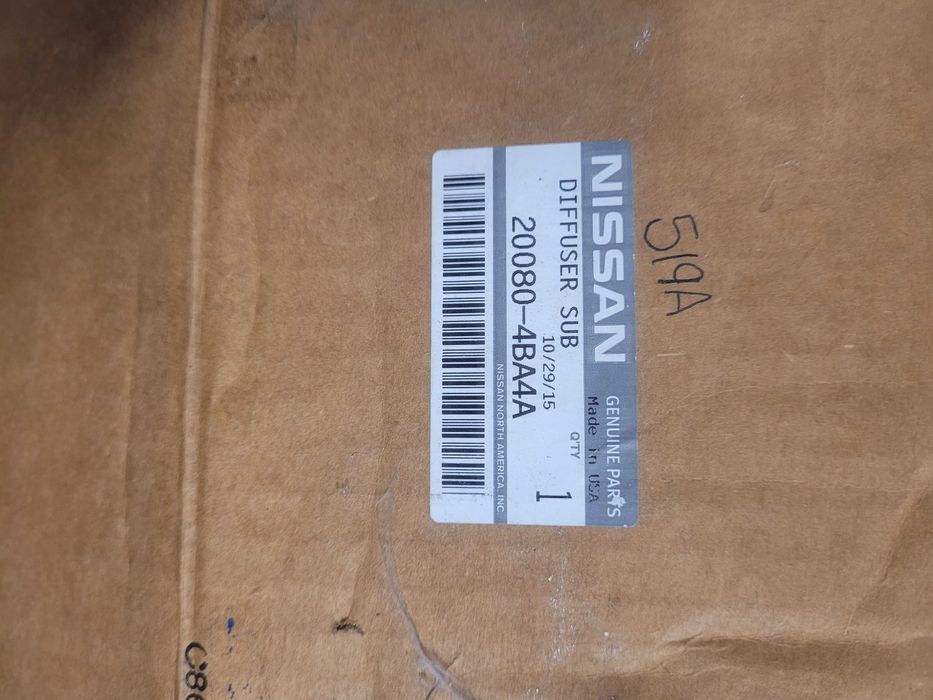 519A
NISSAN
GENUINE PARTS
Made in USA
DIFFUSER SUB
10/29/15
Q'TY
20080-4BA4A
1
NISSAN NORTH AMERICA, INC.